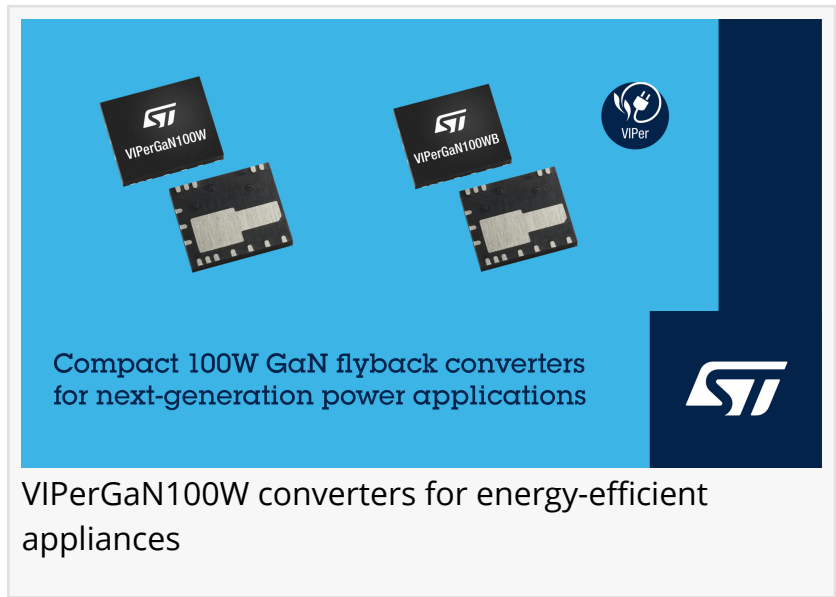 ST
VIPerGaN100W
ST
VIPerGaN100WB
VIPer
Compact 100W GaN flyback converters
for next-generation power applications
ST
VIPerGaN100W converters for energy-efficient
appliances